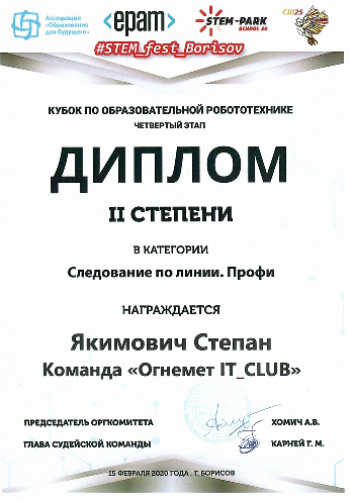 Ассоциация
«Образование
для будущего»
<epam>
STEM-PARK
SCHOOL AS
СШ25
#STEM_fest_Borisov
КУБОК ПО ОБРАЗОВАТЕЛЬНОЙ РОБОТОТЕХНИКЕ
ЧЕТВЕРТЫЙ ЭТАП
ДИПЛОМ
II СТЕПЕНИ
В КАТЕГОРИИ
Следование по линии. Профи
НАГРАЖДАЕТСЯ
Якимович Степан
Команда «Огнемет IT_CLUB»
ПРЕДСЕДАТЕЛЬ ОРГКОМИТЕТА ХОМИЧ А.В.
ГЛАВА СУДЕЙСКОЙ КОМАНДЫ КАРНЕЙ Г. М.
15 ФЕВРАЛЯ 2020 ГОДА , Г. БОРИСОВ